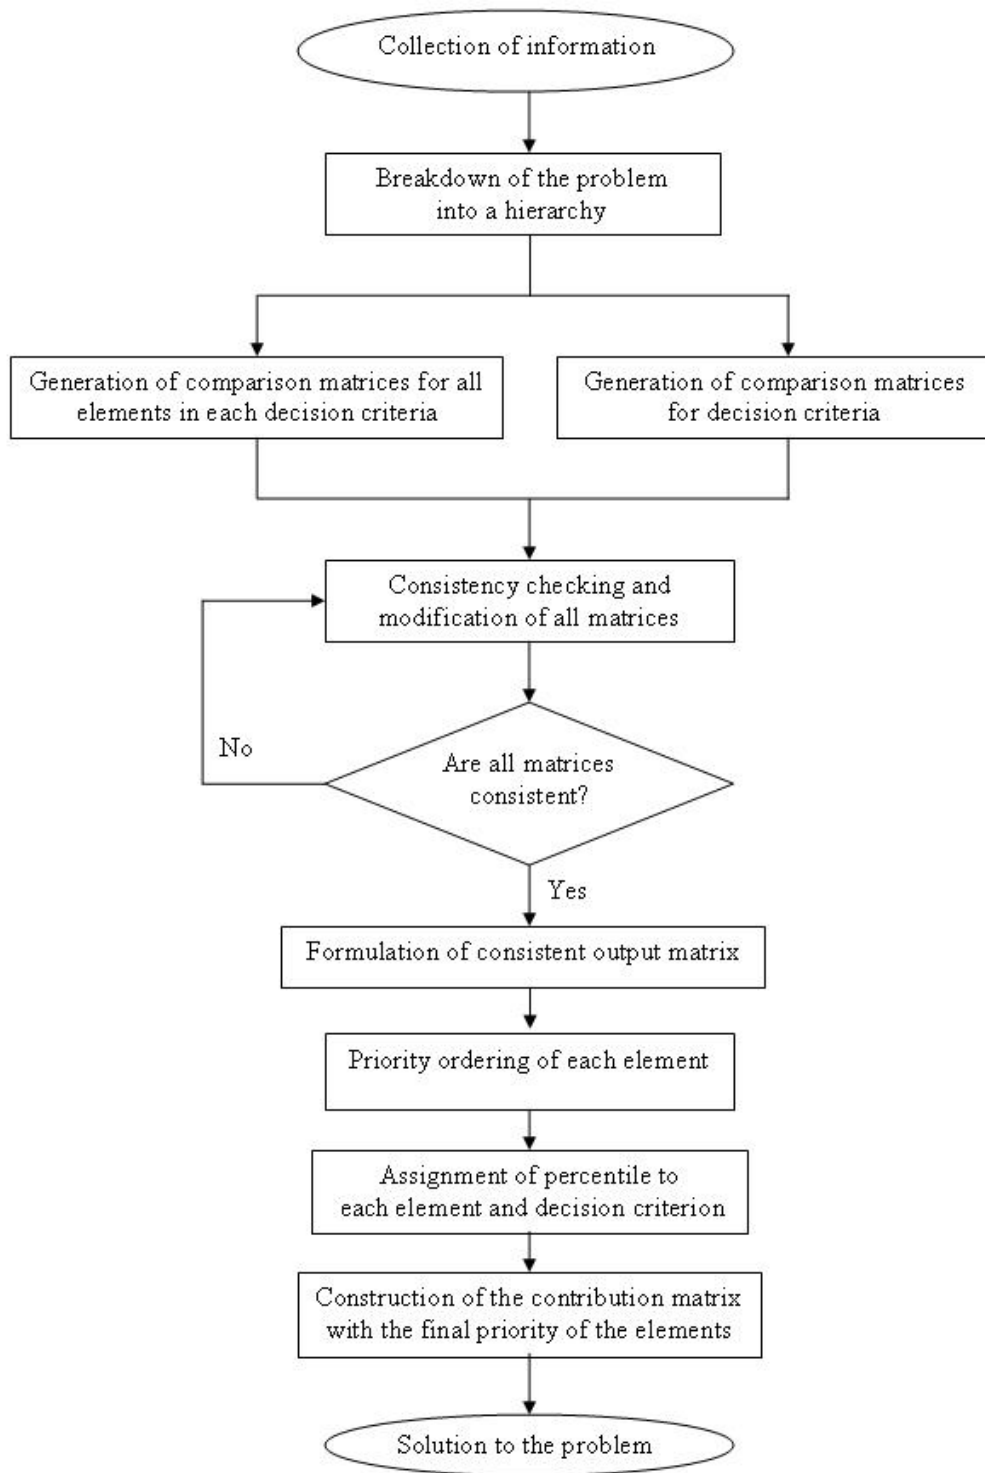 Collection of information
Breakdown of the problem
into a hierarchy
Generation of comparison matrices for all
elements in each decision criteria
Generation of comparison matrices
for decision criteria
Consistency checking and
modification of all matrices
No
Are all matrices
consistent?
Yes
Formulation of consistent output matrix
Priority ordering of each element
Assignment of percentile to
each element and decision criterion
Construction of the contribution matrix
with the final priority of the elements
Solution to the problem